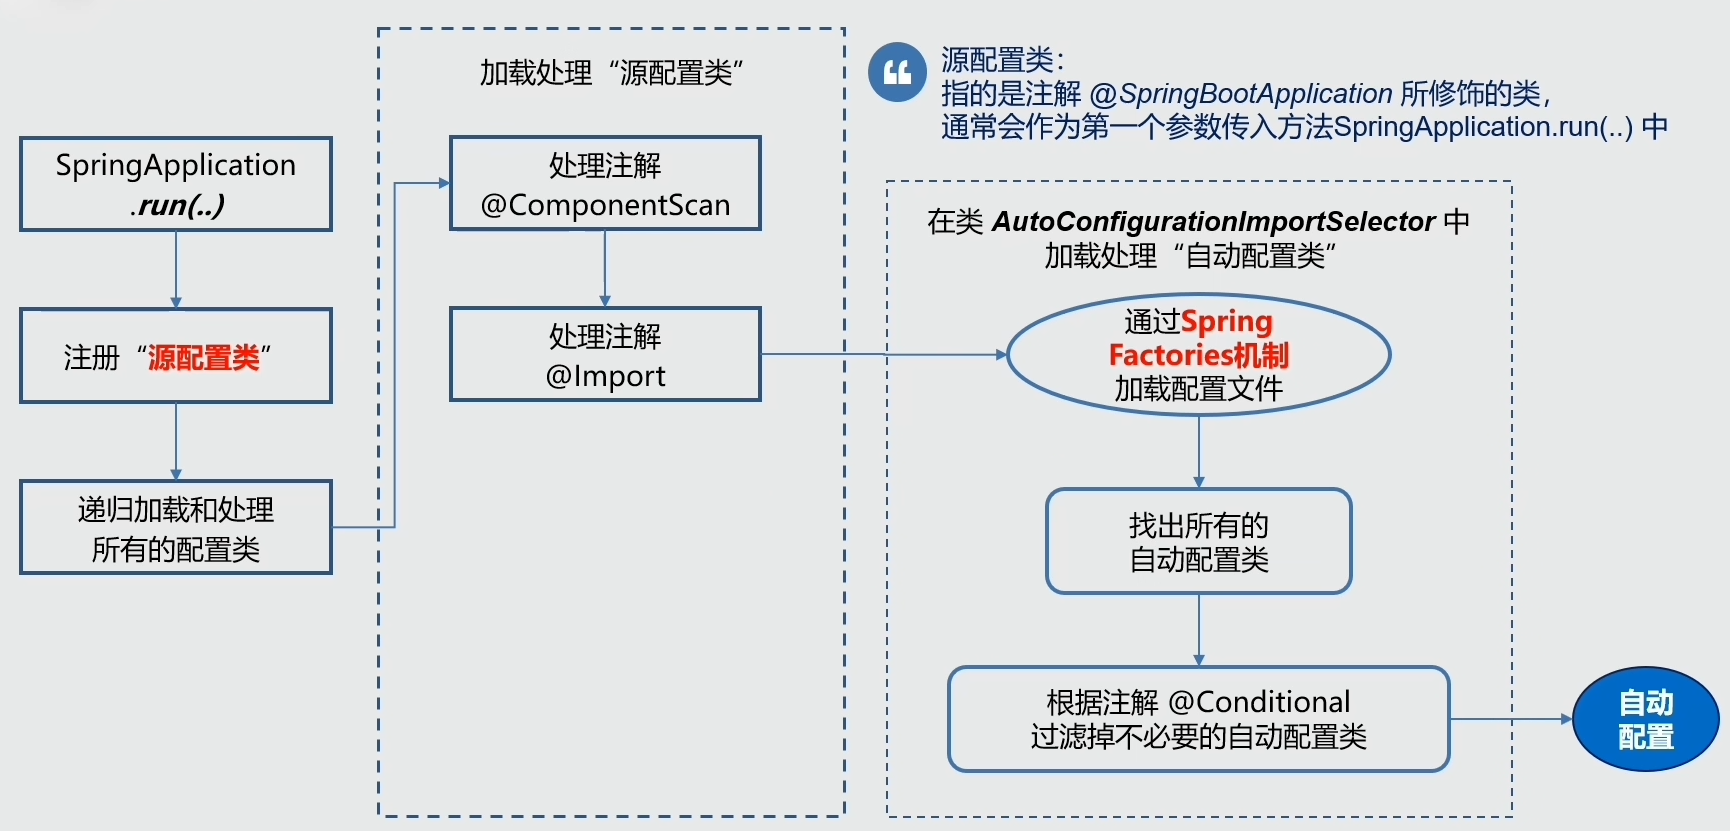 加载处理“源配置类”
源配置类：
指的是注解 @SpringBootApplication 所修饰的类，
通常会作为第一个参数传入方法SpringApplication.run(..) 中
SpringApplication
.run(..)
注册“源配置类”
递归加载和处理
所有的配置类
处理注解
@ComponentScan
处理注解
@Import
在类 AutoConfigurationImportSelector 中
加载处理“自动配置类”
通过Spring
Factories机制
加载配置文件
找出所有的
自动配置类
根据注解 @Conditional
过滤掉不必要的自动配置类
自动
配置